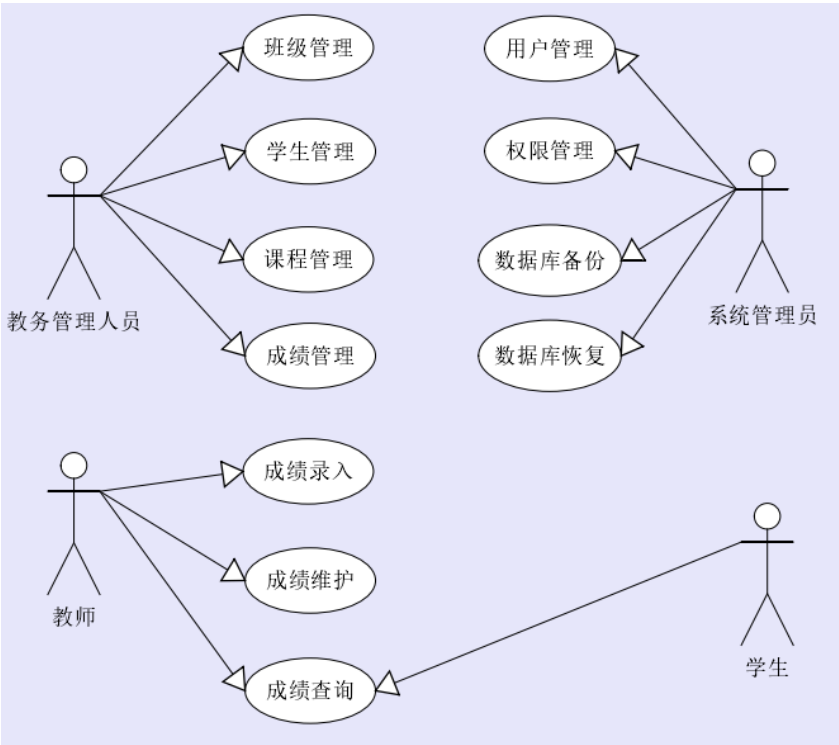 班级管理
用户管理
学生管理
权限管理
课程管理
数据库备份
教务管理人员
系统管理员
成绩管理
数据库恢复
成绩录入
成绩维护
教师
学生
成绩查询